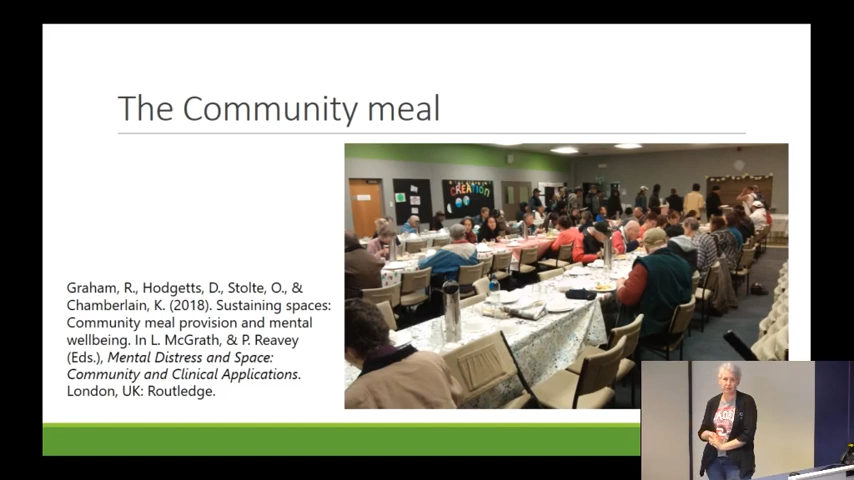 The Community meal
CREATION
Graham, R., Hodgetts, D., Stolte, O., &
Chamberlain, K. (2018). Sustaining spaces:
Community meal provision and mental
wellbeing. In L. McGrath, & P. Reavey
(Eds.), Mental Distress and Space:
Community and Clinical Applications.
London, UK: Routledge.